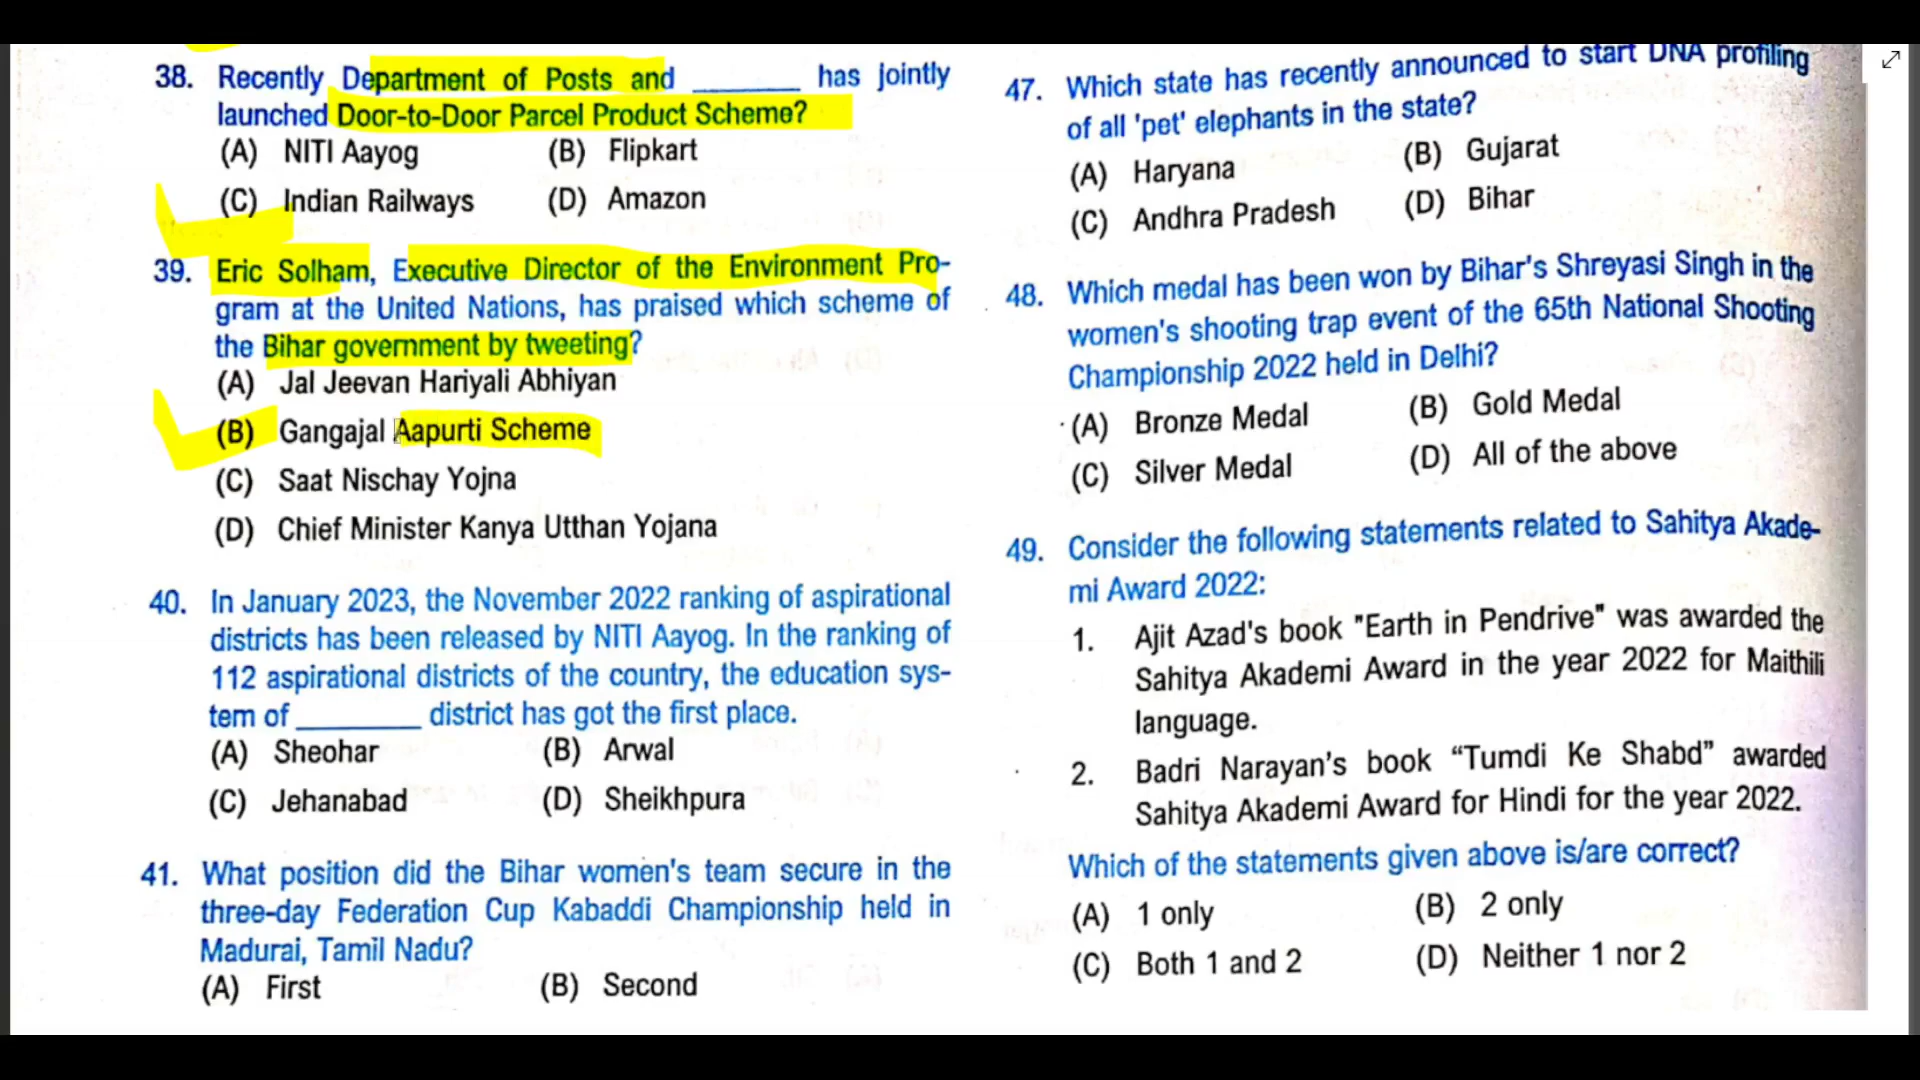 38. Recently Department of Posts and ________ has jointly
launched Door-to-Door Parcel Product Scheme?
(A) NITI Aayog (B) Flipkart
(C) Indian Railways (D) Amazon
39. Eric Solham, Executive Director of the Environment Pro-
gram at the United Nations, has praised which scheme of
the Bihar government by tweeting?
(A) Jal Jeevan Hariyali Abhiyan
(B) Gangajal Aapurti Scheme
(C) Saat Nischay Yojna
(D) Chief Minister Kanya Utthan Yojana
40. In January 2023, the November 2022 ranking of aspirational
districts has been released by NITI Aayog. In the ranking of
112 aspirational districts of the country, the education sys-
tem of ________ district has got the first place.
(A) Sheohar (B) Arwal
(C) Jehanabad (D) Sheikhpura
41. What position did the Bihar women's team secure in the
three-day Federation Cup Kabaddi Championship held in
Madurai, Tamil Nadu?
(A) First (B) Second
47. Which state has recently announced to start DNA profiling
of all 'pet' elephants in the state?
(A) Haryana (B) Gujarat
(C) Andhra Pradesh (D) Bihar
48. Which medal has been won by Bihar's Shreyasi Singh in the
women's shooting trap event of the 65th National Shooting
Championship 2022 held in Delhi?
(A) Bronze Medal (B) Gold Medal
(C) Silver Medal (D) All of the above
49. Consider the following statements related to Sahitya Akade-
mi Award 2022:
1. Ajit Azad's book "Earth in Pendrive" was awarded the
Sahitya Akademi Award in the year 2022 for Maithili
language.
2. Badri Narayan's book “Tumdi Ke Shabd” awarded
Sahitya Akademi Award for Hindi for the year 2022.
Which of the statements given above is/are correct?
(A) 1 only (B) 2 only
(C) Both 1 and 2 (D) Neither 1 nor 2